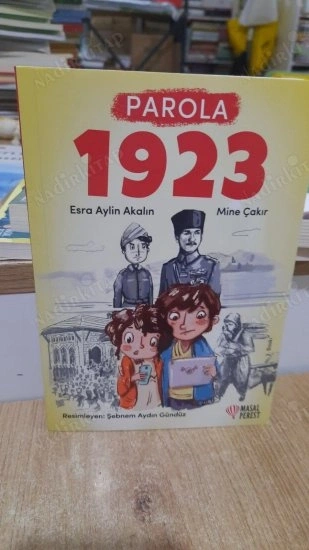 PAROLA
1923
Esra Aylin Akalın
Mine Çakır
Resimleyen: Şebnem Aydın Gündüz
MASAL
PEREST